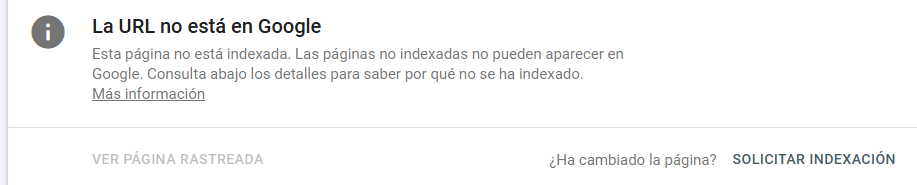 La URL no está en Google
Esta página no está indexada. Las páginas no indexadas no pueden aparecer en
Google. Consulta abajo los detalles para saber por qué no se ha indexado.
Más información
VER PÁGINA RASTREADA
¿Ha cambiado la página? SOLICITAR INDEXACIÓN